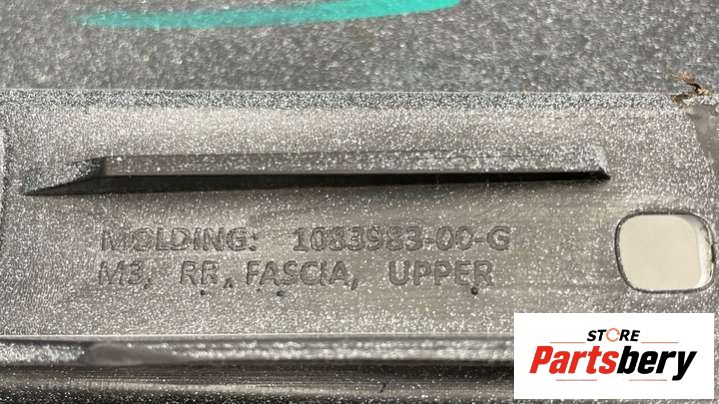 MOLDING: 1083983-00-G
M3, RR, FASCIA, UPPER
STORE
Partsbery